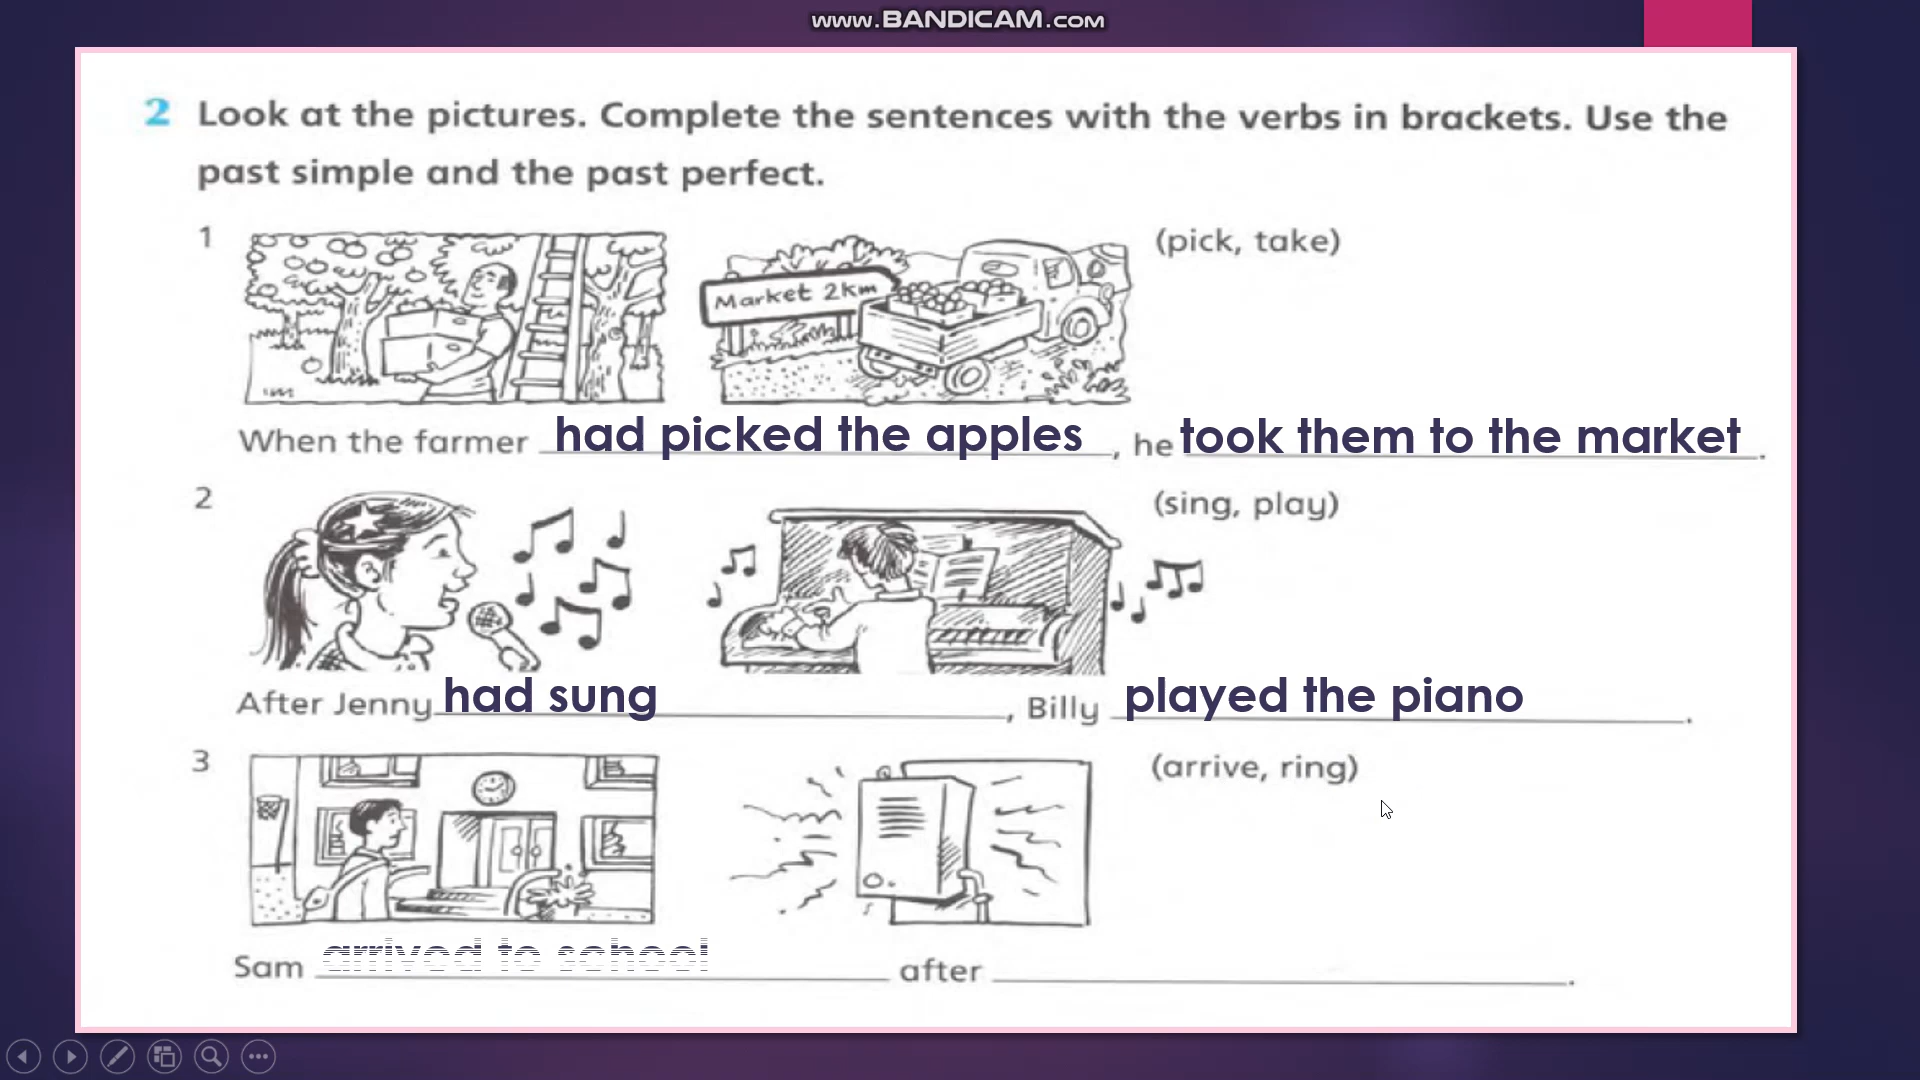 www.BANDICAM.com
2 Look at the pictures. Complete the sentences with the verbs in brackets. Use the
past simple and the past perfect.
1
(pick, take)
Market 2km
When the farmer had picked the apples, he took them to the market.
2
(sing, play)
After Jenny had sung, Billy played the piano.
3
(arrive, ring)
Sam arrived to school after .